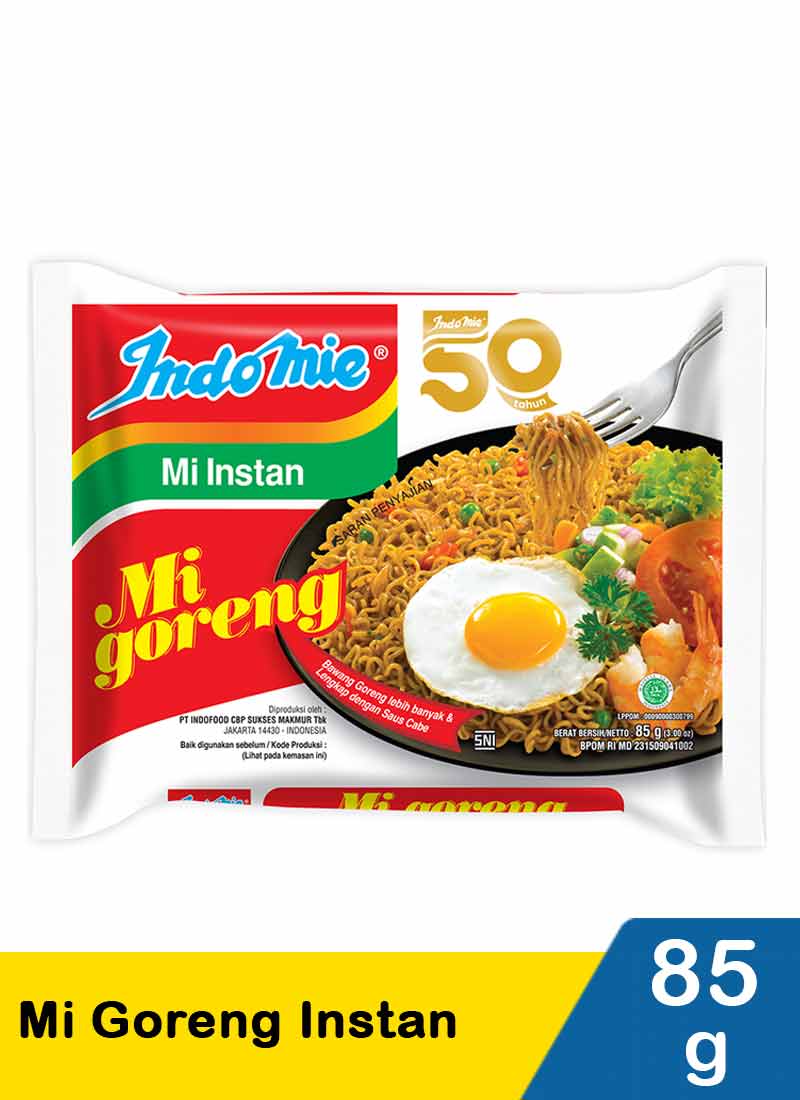 IndoMie®
Mi Instan
IndoMie
50
tahun
SARAN PENYAJIAN
Mi
goreng
Bawang Goreng lebih banyak &
Lengkap dengan Saus Cabe
Diproduksi oleh :
PT INDOFOOD CBP SUKSES MAKMUR Tbk
JAKARTA 14430 - INDONESIA
Baik digunakan sebelum / Kode Produksi :
(Lihat pada kemasan ini)
SNI
LPPOM : 00090000300799
BERAT BERSIH/NETTO : 85 g (3.00 oz)
BPOM RI MD 231509041002
Mi goreng
Mi Goreng Instan
85
g